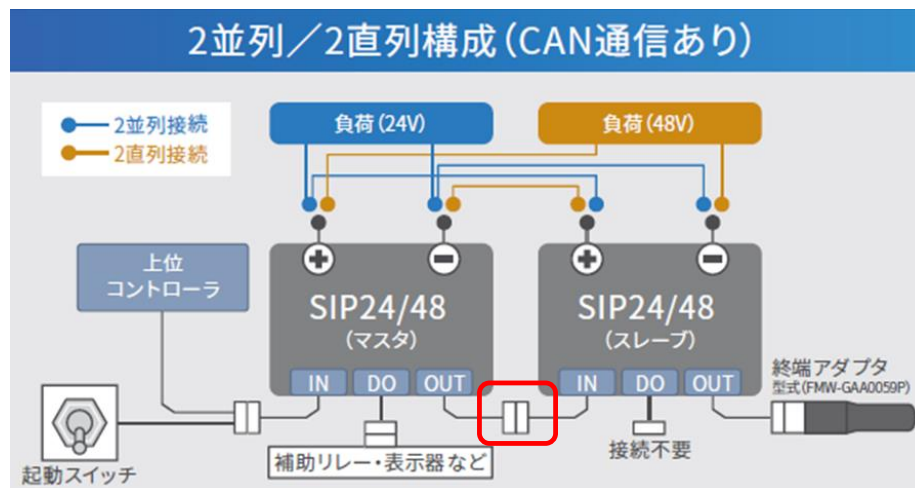 2並列／2直列構成（CAN通信あり）
2並列接続
2直列接続
負荷（24V）
負荷（48V）
上位
コントローラ
SIP24/48
（マスタ）
IN DO OUT
SIP24/48
（スレーブ）
IN DO OUT
終端アダプタ
型式（FMW-GAA0059P）
起動スイッチ
補助リレー・表示器など
接続不要